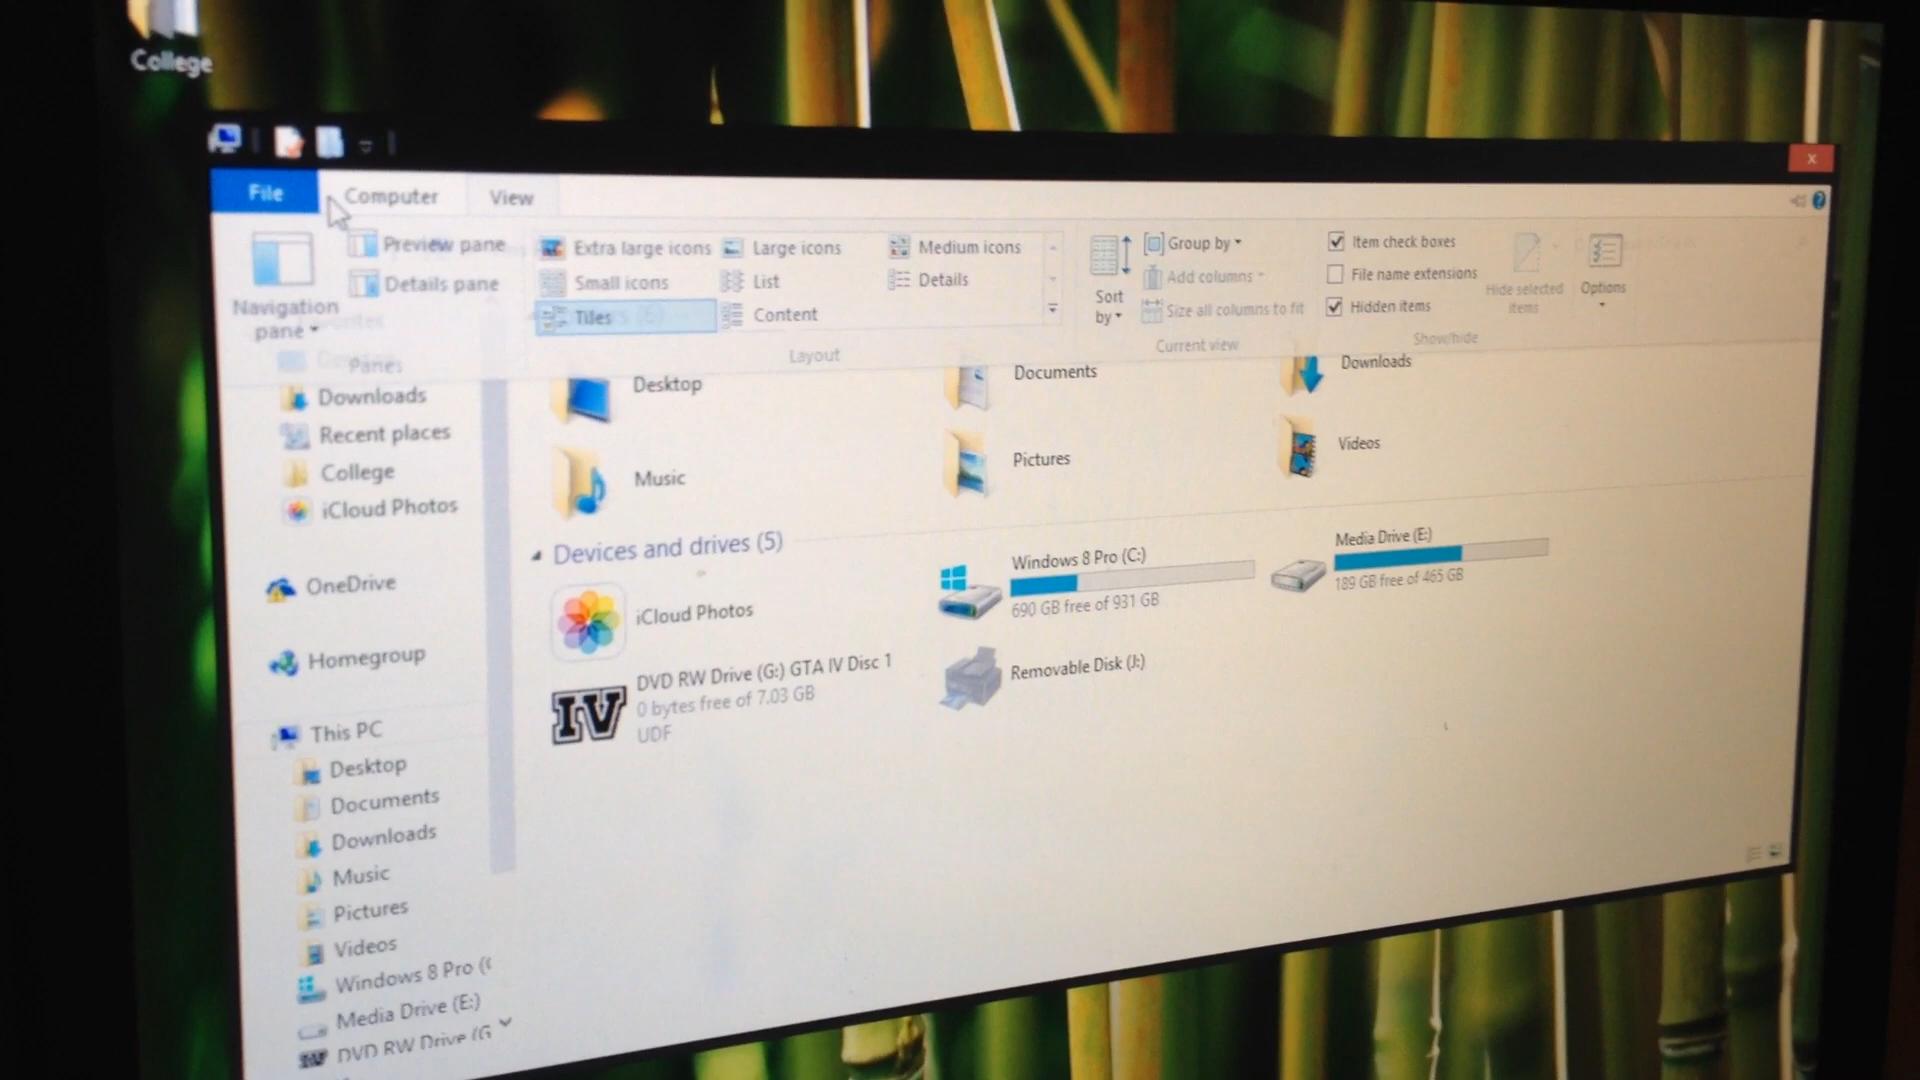 College
File
Computer
View
Navigation
pane
Preview pane
Details pane
Panes
Extra large icons
Large icons
Medium icons
Small icons
List
Details
Tiles
Content
Layout
Sort
by
Group by
Add columns
Size all columns to fit
Current view
Item check boxes
File name extensions
Hidden items
Hide selected
items
Show/hide
Options
Downloads
Recent places
College
iCloud Photos
OneDrive
Homegroup
This PC
Desktop
Documents
Downloads
Music
Pictures
Videos
Windows 8 Pro (
Media Drive (E:)
DVD RW Drive (G
Desktop
Documents
Downloads
Music
Pictures
Videos
Devices and drives (5)
iCloud Photos
Windows 8 Pro (C:)
690 GB free of 931 GB
Media Drive (E:)
189 GB free of 465 GB
IV
DVD RW Drive (G:) GTA IV Disc 1
0 bytes free of 7.03 GB
UDF
Removable Disk (J:)